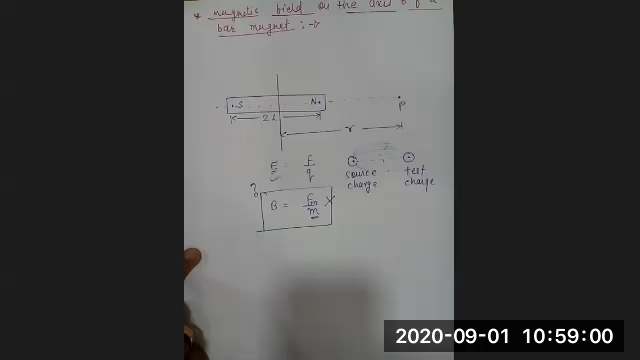 * magnetic field on the axis of a
bar magnet :-
S N P
2l
r
E = F/q
source charge test charge
?
B = Fm/m X
2020-09-01 10:59:00